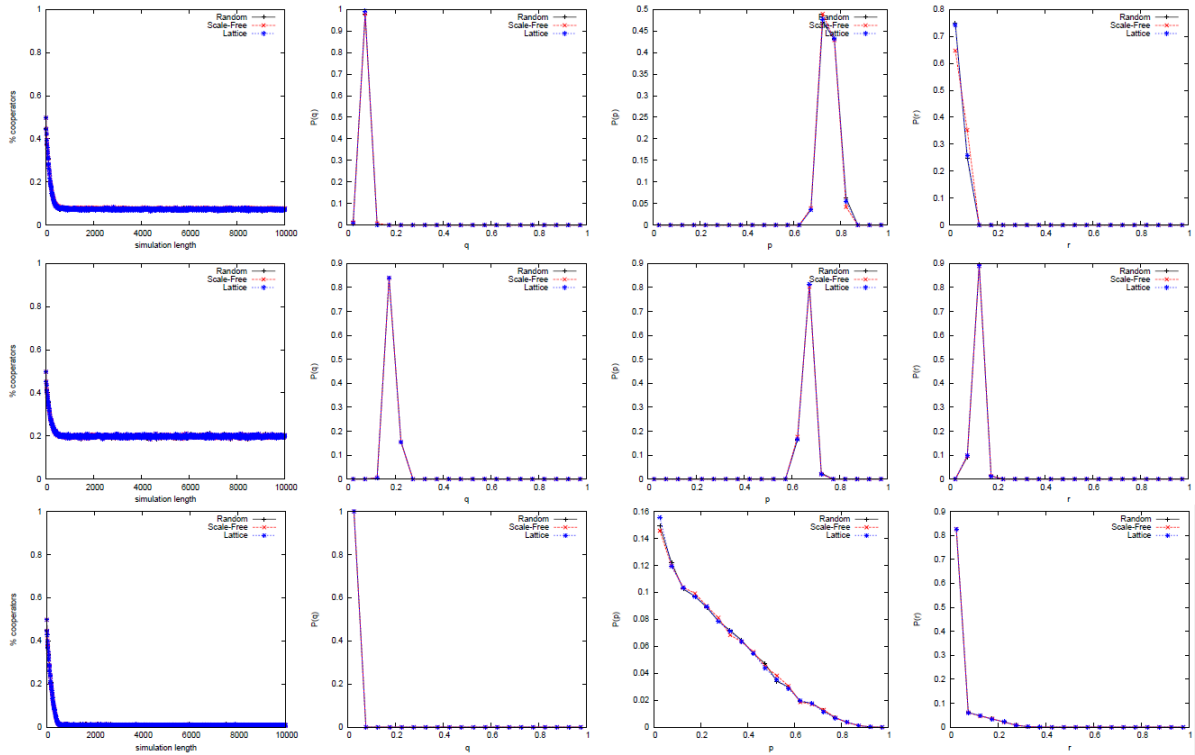 Random
Scale-Free
Lattice
1
0.8
0.6
0.4
0.2
0
% cooperators
0 2000 4000 6000 8000 10000
simulation length
Random
Scale-Free
Lattice
1
0.9
0.8
0.7
0.6
0.5
0.4
0.3
0.2
0.1
0
P(q)
0 0.2 0.4 0.6 0.8 1
q
Random
Scale-Free
Lattice
0.5
0.45
0.4
0.35
0.3
0.25
0.2
0.15
0.1
0.05
0
P(p)
0 0.2 0.4 0.6 0.8 1
p
Random
Scale-Free
Lattice
0.8
0.7
0.6
0.5
0.4
0.3
0.2
0.1
0
P(r)
0 0.2 0.4 0.6 0.8 1
r
Random
Scale-Free
Lattice
1
0.8
0.6
0.4
0.2
0
% cooperators
0 2000 4000 6000 8000 10000
simulation length
Random
Scale-Free
Lattice
0.9
0.8
0.7
0.6
0.5
0.4
0.3
0.2
0.1
0
P(q)
0 0.2 0.4 0.6 0.8 1
q
Random
Scale-Free
Lattice
0.9
0.8
0.7
0.6
0.5
0.4
0.3
0.2
0.1
0
P(p)
0 0.2 0.4 0.6 0.8 1
p
Random
Scale-Free
Lattice
0.9
0.8
0.7
0.6
0.5
0.4
0.3
0.2
0.1
0
P(r)
0 0.2 0.4 0.6 0.8 1
r
Random
Scale-Free
Lattice
1
0.8
0.6
0.4
0.2
0
% cooperators
0 2000 4000 6000 8000 10000
simulation length
Random
Scale-Free
Lattice
1
0.8
0.6
0.4
0.2
0
P(q)
0 0.2 0.4 0.6 0.8 1
q
Random
Scale-Free
Lattice
0.16
0.14
0.12
0.1
0.08
0.06
0.04
0.02
0
P(p)
0 0.2 0.4 0.6 0.8 1
p
Random
Scale-Free
Lattice
0.9
0.8
0.7
0.6
0.5
0.4
0.3
0.2
0.1
0
P(r)
0 0.2 0.4 0.6 0.8 1
r